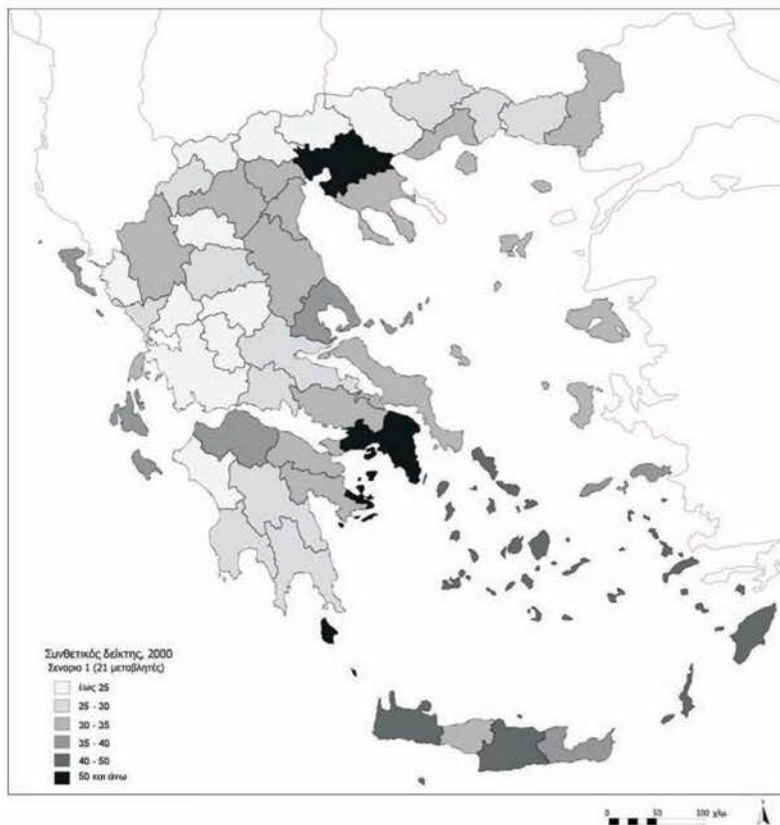 Συνθετικός δείκτης, 2000
Σενάριο 1 (21 μεταβλητές)
έως 25
25 - 30
30 - 35
35 - 40
40 - 50
50 και άνω
0 50 100 χλμ.